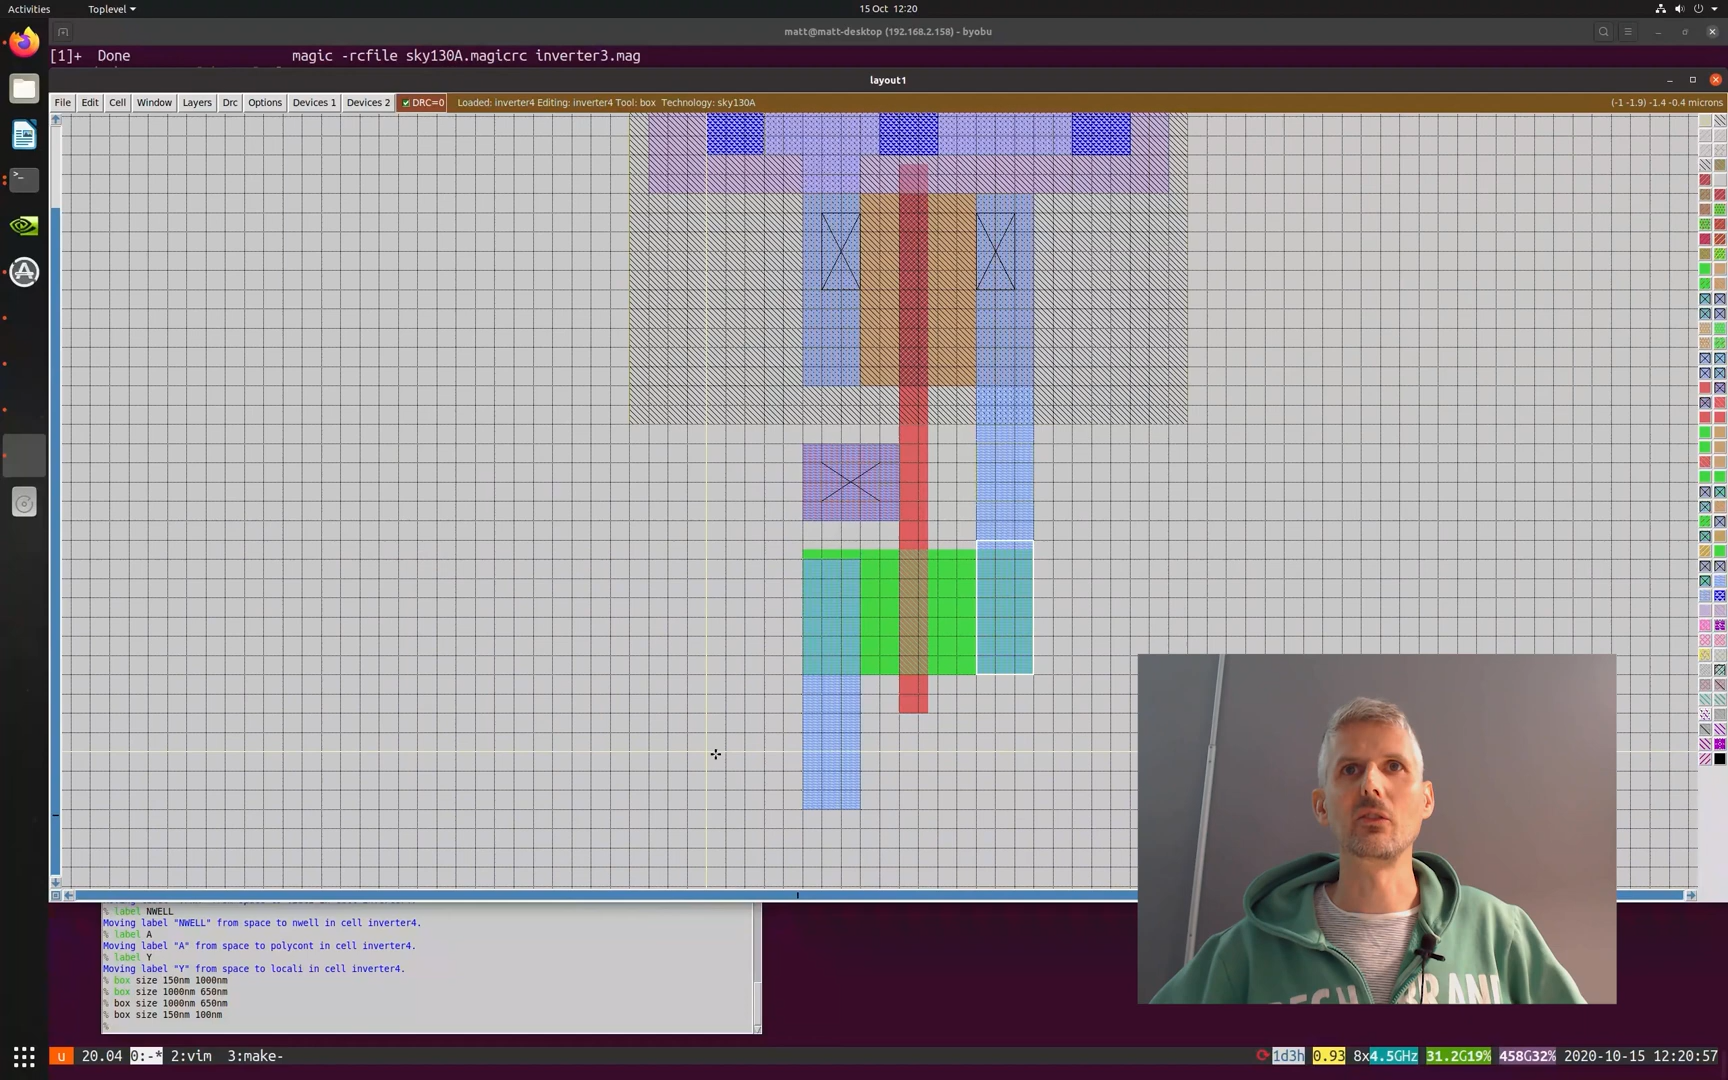 Activities
Toplevel
15 Oct 12:20
matt@matt-desktop (192.168.2.158) - byobu
[1]+ Done magic -rcfile sky130A.magicrc inverter3.mag
layout1
File Edit Cell Window Layers Drc Options Devices 1 Devices 2 DRC=0 Loaded: inverter4 Editing: inverter4 Tool: box Technology: sky130A (-1 -1.9) -1.4 -0.4 microns
% label NWELL
Moving label "NWELL" from space to nwell in cell inverter4.
% label A
Moving label "A" from space to polycont in cell inverter4.
% label Y
Moving label "Y" from space to locali in cell inverter4.
% box size 150nm 1000nm
% box size 1000nm 650nm
% box size 1000nm 650nm
% box size 150nm 100nm
%
u 20.04 0:-* 2:vim 3:make- 1d3h 0.93 8x4.5GHz 31.2G19% 458G32% 2020-10-15 12:20:57